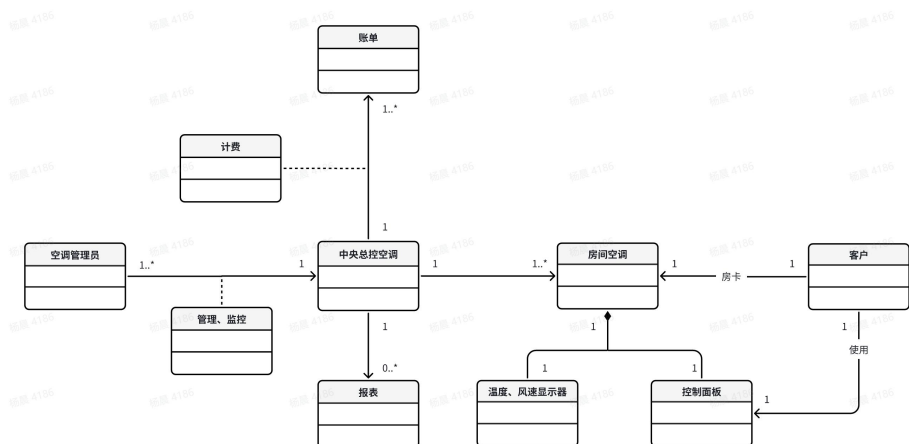 账单
1..*
计费
1
空调管理员
1..*
1
中央总控空调
1
1..*
房间空调
1
房卡
1
客户
管理、监控
1
0..*
1
1
使用
报表
1
温度、风速显示器
1
控制面板
1
杨晨 4186